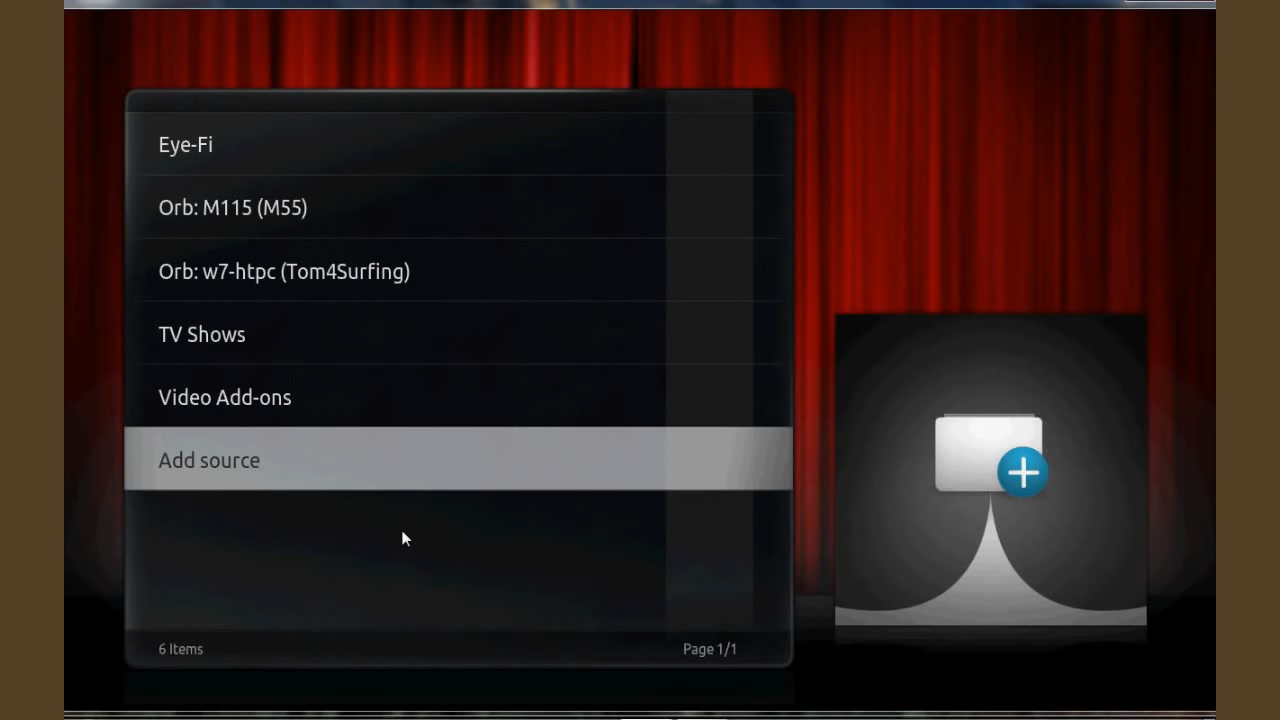 Eye-Fi
Orb: M115 (M55)
Orb: w7-htpc (Tom4Surfing)
TV Shows
Video Add-ons
Add source
6 Items Page 1/1